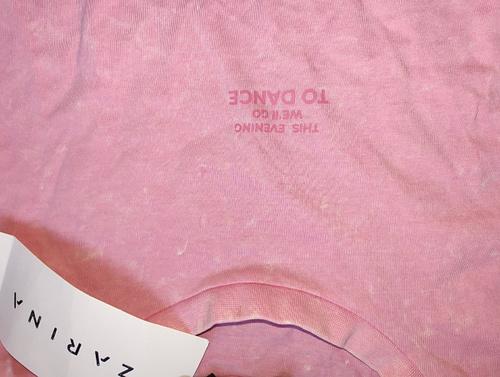 THIS EVENING
WE'll GO
TO DANCE
ZARINA